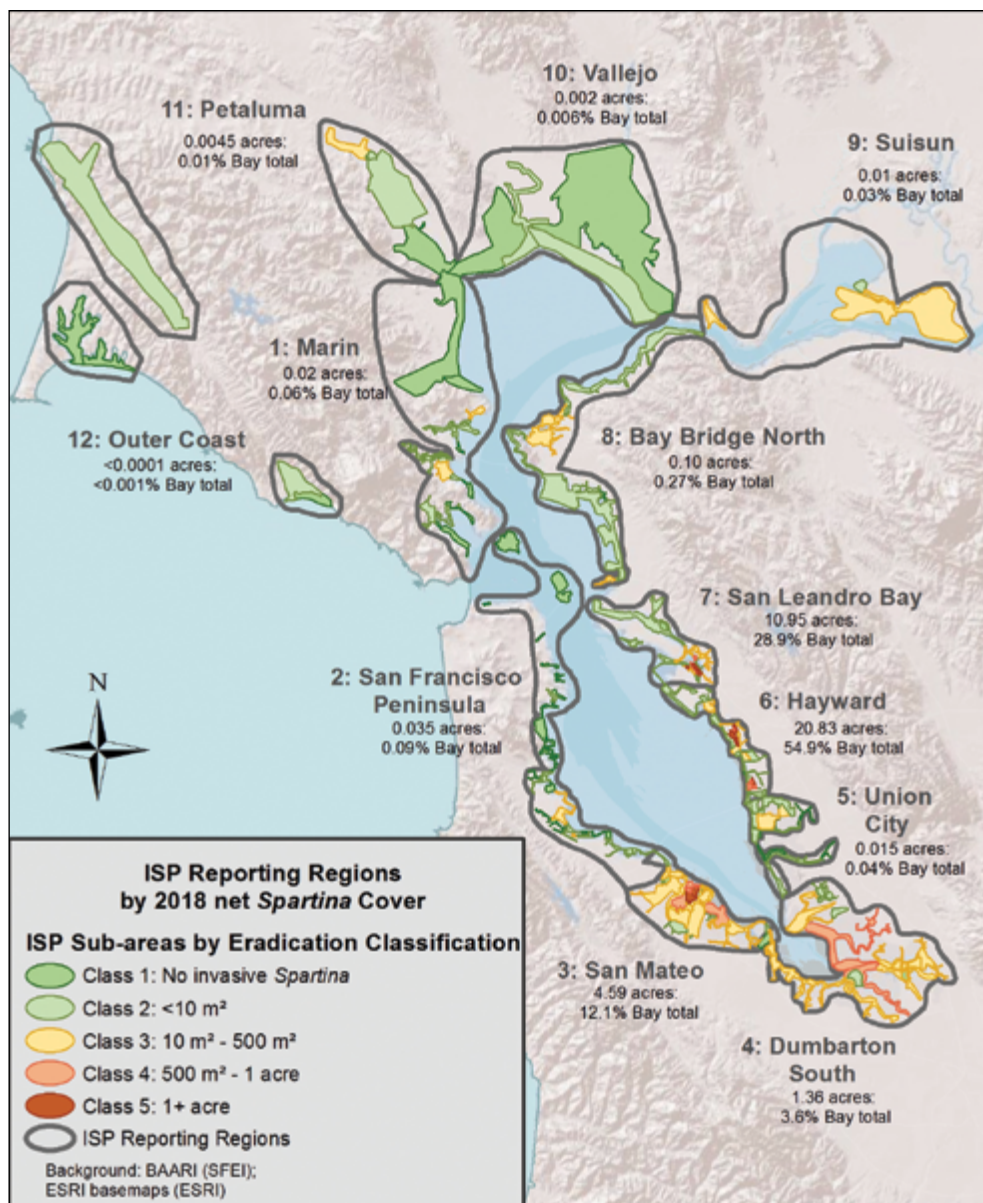 10: Vallejo
0.002 acres:
0.006% Bay total
11: Petaluma
0.0045 acres:
0.01% Bay total
9: Suisun
0.01 acres:
0.03% Bay total
1: Marin
0.02 acres:
0.06% Bay total
12: Outer Coast
<0.0001 acres:
<0.001% Bay total
8: Bay Bridge North
0.10 acres:
0.27% Bay total
7: San Leandro Bay
10.95 acres:
28.9% Bay total
2: San Francisco
Peninsula
0.035 acres:
0.09% Bay total
6: Hayward
20.83 acres:
54.9% Bay total
N
5: Union
City
0.015 acres:
0.04% Bay total
3: San Mateo
4.59 acres:
12.1% Bay total
4: Dumbarton
South
1.36 acres:
3.6% Bay total
ISP Reporting Regions
by 2018 net Spartina Cover
ISP Sub-areas by Eradication Classification
Class 1: No invasive Spartina
Class 2: <10 m²
Class 3: 10 m² - 500 m²
Class 4: 500 m² - 1 acre
Class 5: 1+ acre
ISP Reporting Regions
Background: BAARI (SFEI);
ESRI basemaps (ESRI)